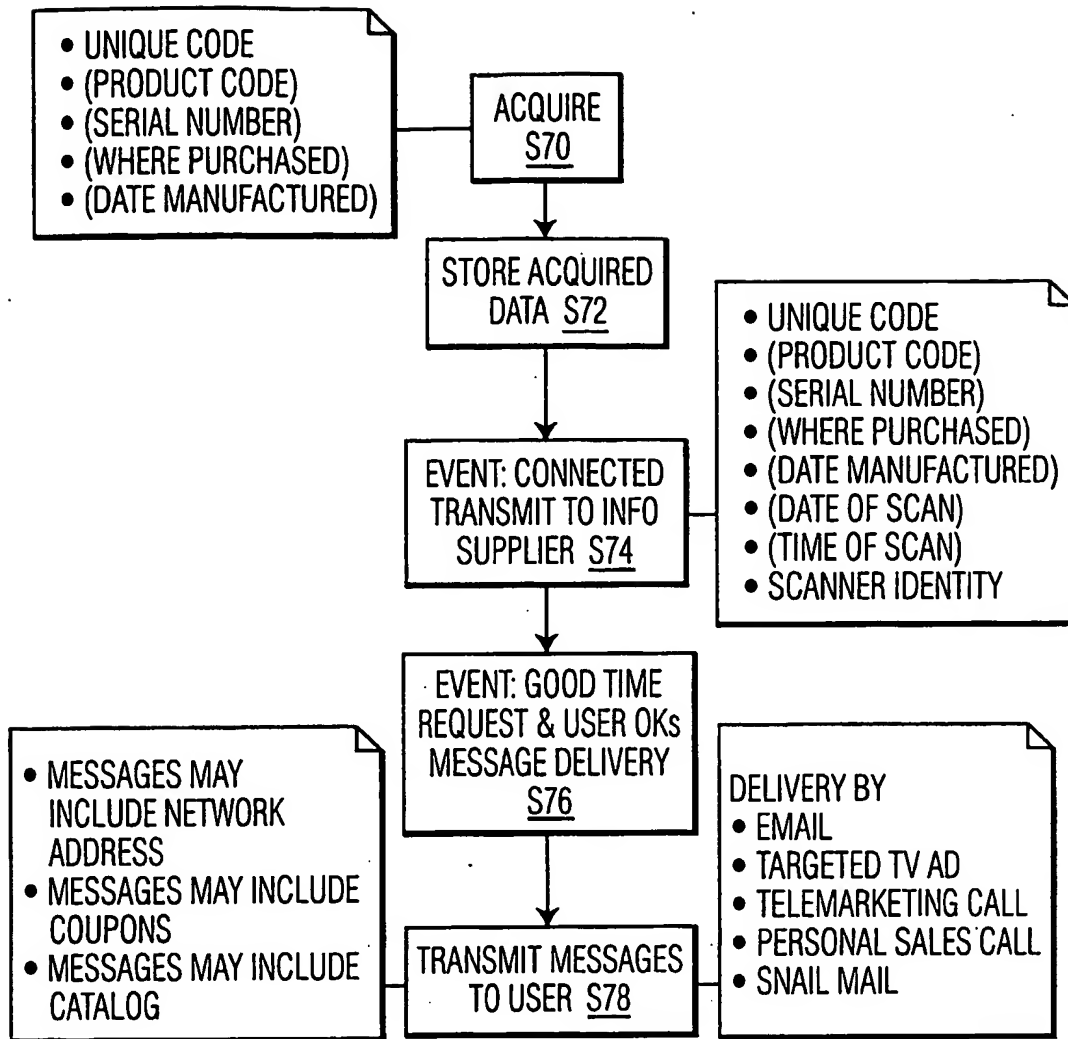 • UNIQUE CODE
• (PRODUCT CODE)
• (SERIAL NUMBER)
• (WHERE PURCHASED)
• (DATE MANUFACTURED)
ACQUIRE
S70
STORE ACQUIRED
DATA S72
• UNIQUE CODE
• (PRODUCT CODE)
• (SERIAL NUMBER)
• (WHERE PURCHASED)
• (DATE MANUFACTURED)
• (DATE OF SCAN)
• (TIME OF SCAN)
• SCANNER IDENTITY
EVENT: CONNECTED
TRANSMIT TO INFO
SUPPLIER S74
EVENT: GOOD TIME
REQUEST & USER OKs
MESSAGE DELIVERY
S76
• MESSAGES MAY
INCLUDE NETWORK
ADDRESS
• MESSAGES MAY INCLUDE
COUPONS
• MESSAGES MAY INCLUDE
CATALOG
TRANSMIT MESSAGES
TO USER S78
DELIVERY BY
• EMAIL
• TARGETED TV AD
• TELEMARKETING CALL
• PERSONAL SALES CALL
• SNAIL MAIL